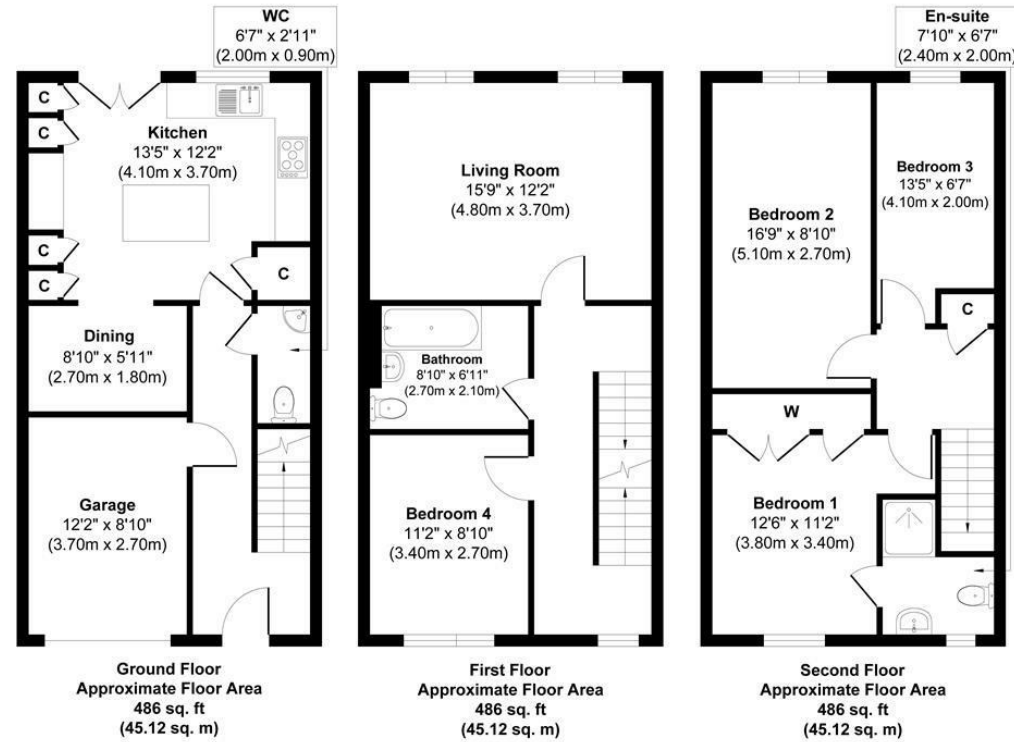 WC
6'7" x 2'11"
(2.00m x 0.90m)
C
C
Kitchen
13'5" x 12'2"
(4.10m x 3.70m)
C
C
C
Dining
8'10" x 5'11"
(2.70m x 1.80m)
Garage
12'2" x 8'10"
(3.70m x 2.70m)
Ground Floor
Approximate Floor Area
486 sq. ft
(45.12 sq. m)
Living Room
15'9" x 12'2"
(4.80m x 3.70m)
Bathroom
8'10" x 6'11"
(2.70m x 2.10m)
Bedroom 4
11'2" x 8'10"
(3.40m x 2.70m)
First Floor
Approximate Floor Area
486 sq. ft
(45.12 sq. m)
En-suite
7'10" x 6'7"
(2.40m x 2.00m)
Bedroom 3
13'5" x 6'7"
(4.10m x 2.00m)
Bedroom 2
16'9" x 8'10"
(5.10m x 2.70m)
C
W
Bedroom 1
12'6" x 11'2"
(3.80m x 3.40m)
Second Floor
Approximate Floor Area
486 sq. ft
(45.12 sq. m)